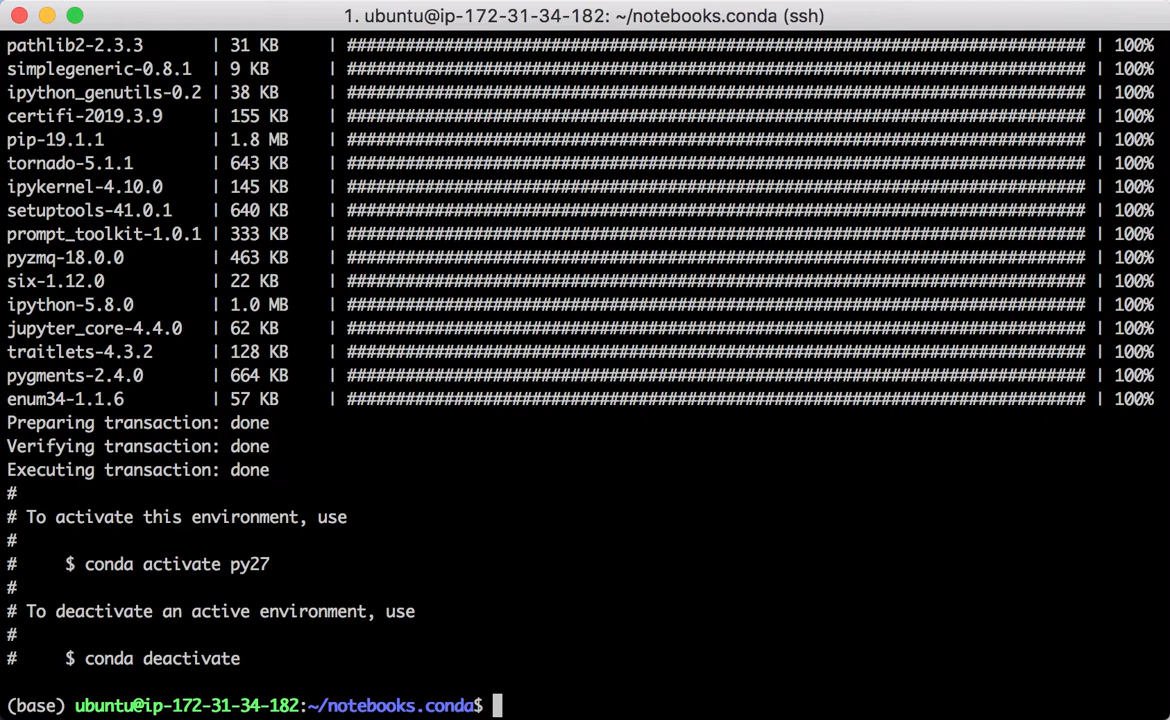 1. ubuntu@ip-172-31-34-182: ~/notebooks.conda (ssh)
pathlib2-2.3.3 | 31 KB | ############################################################################ | 100%
simplegeneric-0.8.1 | 9 KB | ############################################################################ | 100%
ipython_genutils-0.2 | 38 KB | ############################################################################ | 100%
certifi-2019.3.9 | 155 KB | ############################################################################ | 100%
pip-19.1.1 | 1.8 MB | ############################################################################ | 100%
tornado-5.1.1 | 643 KB | ############################################################################ | 100%
ipykernel-4.10.0 | 145 KB | ############################################################################ | 100%
setuptools-41.0.1 | 640 KB | ############################################################################ | 100%
prompt_toolkit-1.0.1 | 333 KB | ############################################################################ | 100%
pyzmq-18.0.0 | 463 KB | ############################################################################ | 100%
six-1.12.0 | 22 KB | ############################################################################ | 100%
ipython-5.8.0 | 1.0 MB | ############################################################################ | 100%
jupyter_core-4.4.0 | 62 KB | ############################################################################ | 100%
traitlets-4.3.2 | 128 KB | ############################################################################ | 100%
pygments-2.4.0 | 664 KB | ############################################################################ | 100%
enum34-1.1.6 | 57 KB | ############################################################################ | 100%
Preparing transaction: done
Verifying transaction: done
Executing transaction: done
#
# To activate this environment, use
#
#     $ conda activate py27
#
# To deactivate an active environment, use
#
#     $ conda deactivate
(base) ubuntu@ip-172-31-34-182:~/notebooks.conda$